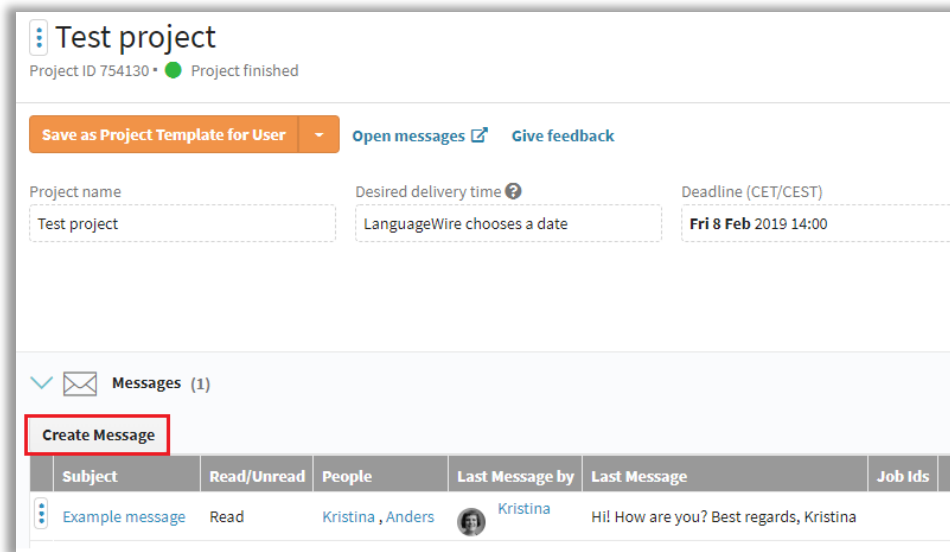 Test project
Project ID 754130 • Project finished
Save as Project Template for User Open messages Give feedback
Project name Desired delivery time ? Deadline (CET/CEST)
Test project LanguageWire chooses a date Fri 8 Feb 2019 14:00
Messages (1)
Create Message
Subject Read/Unread People Last Message by Last Message Job Ids
Example message Read Kristina , Anders Kristina Hi! How are you? Best regards, Kristina